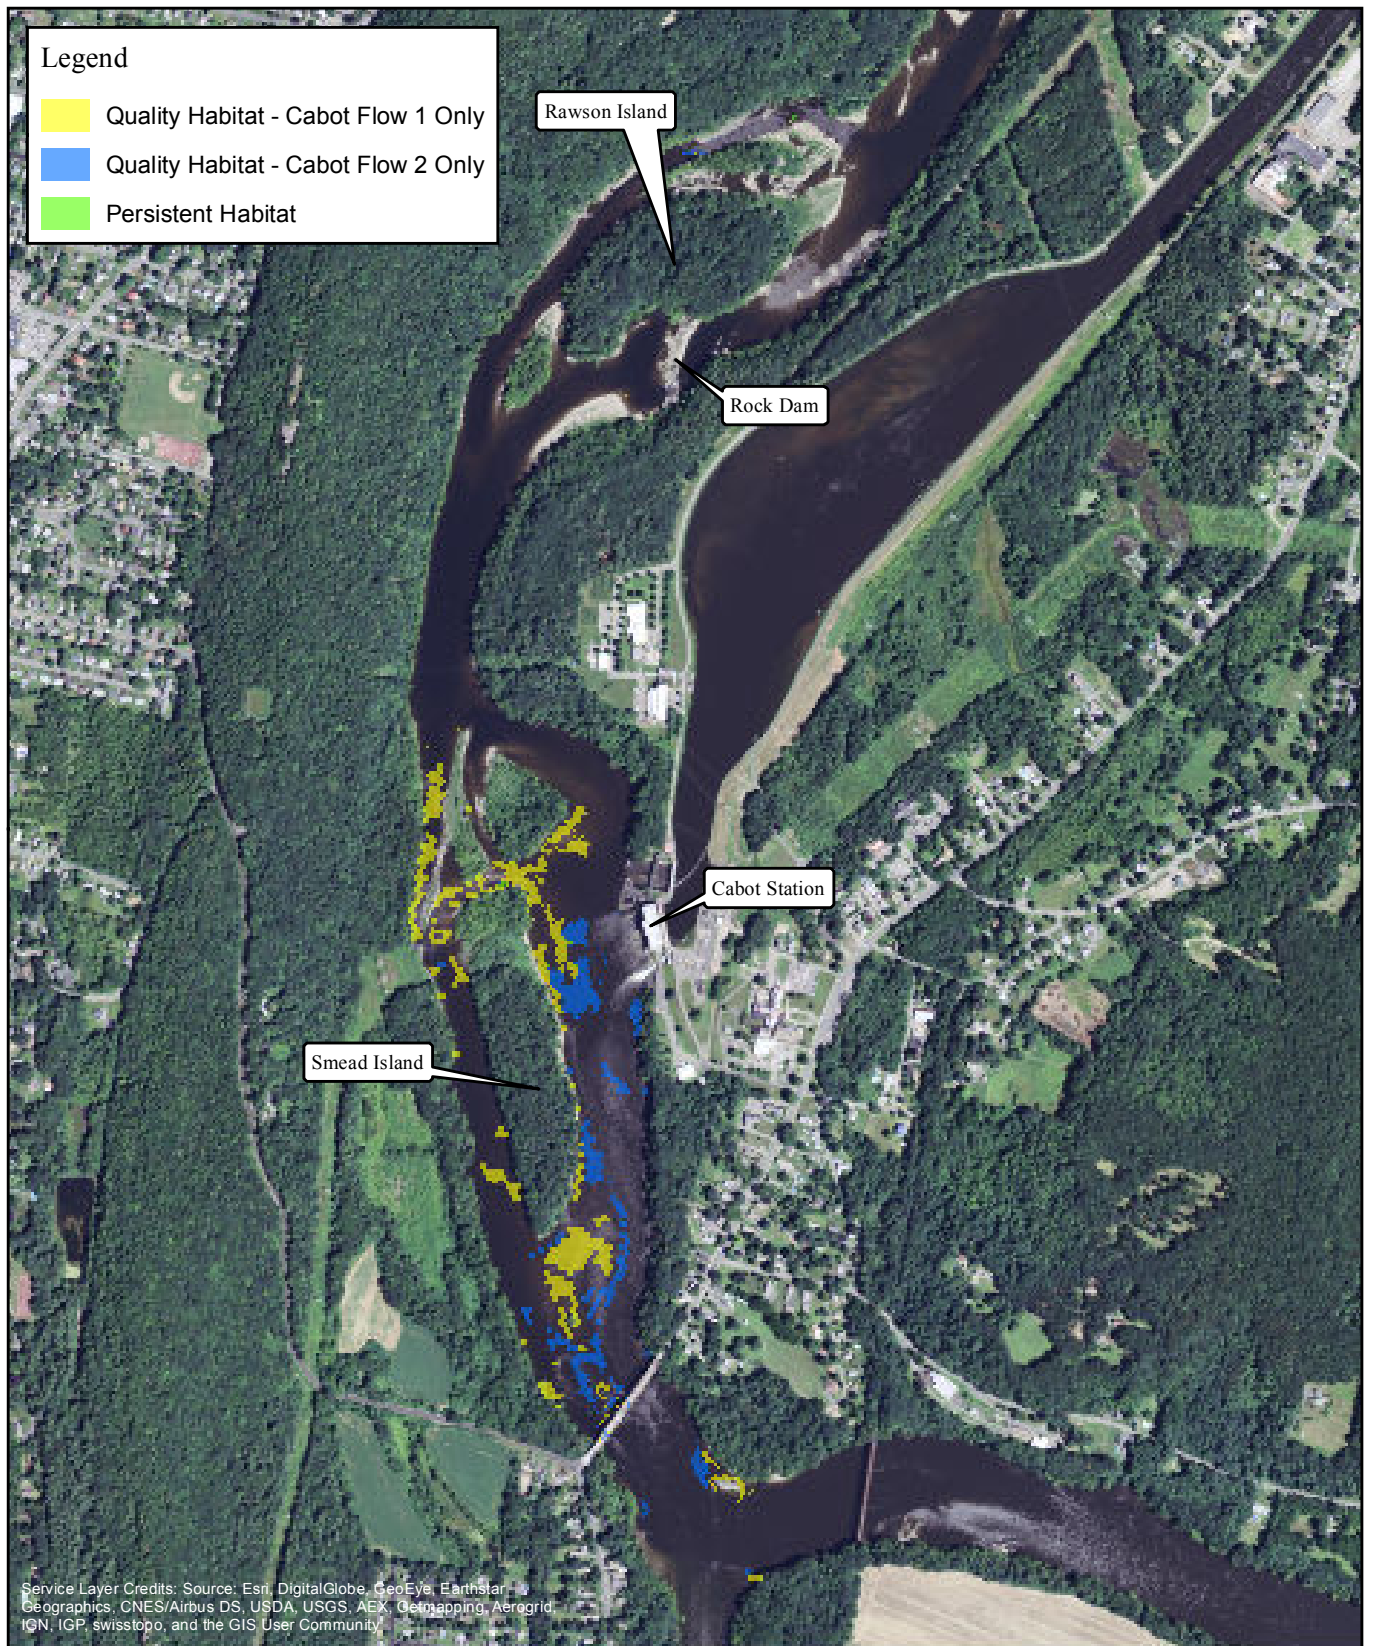 Legend
Quality Habitat - Cabot Flow 1 Only
Quality Habitat - Cabot Flow 2 Only
Persistent Habitat
Rawson Island
Rock Dam
Cabot Station
Smead Island
Service Layer Credits: Source: Esri, DigitalGlobe, GeoEye, Earthstar
Geographics, CNES/Airbus DS, USDA, USGS, AEX, Getmapping, Aerogrid,
IGN, IGP, swisstopo, and the GIS User Community